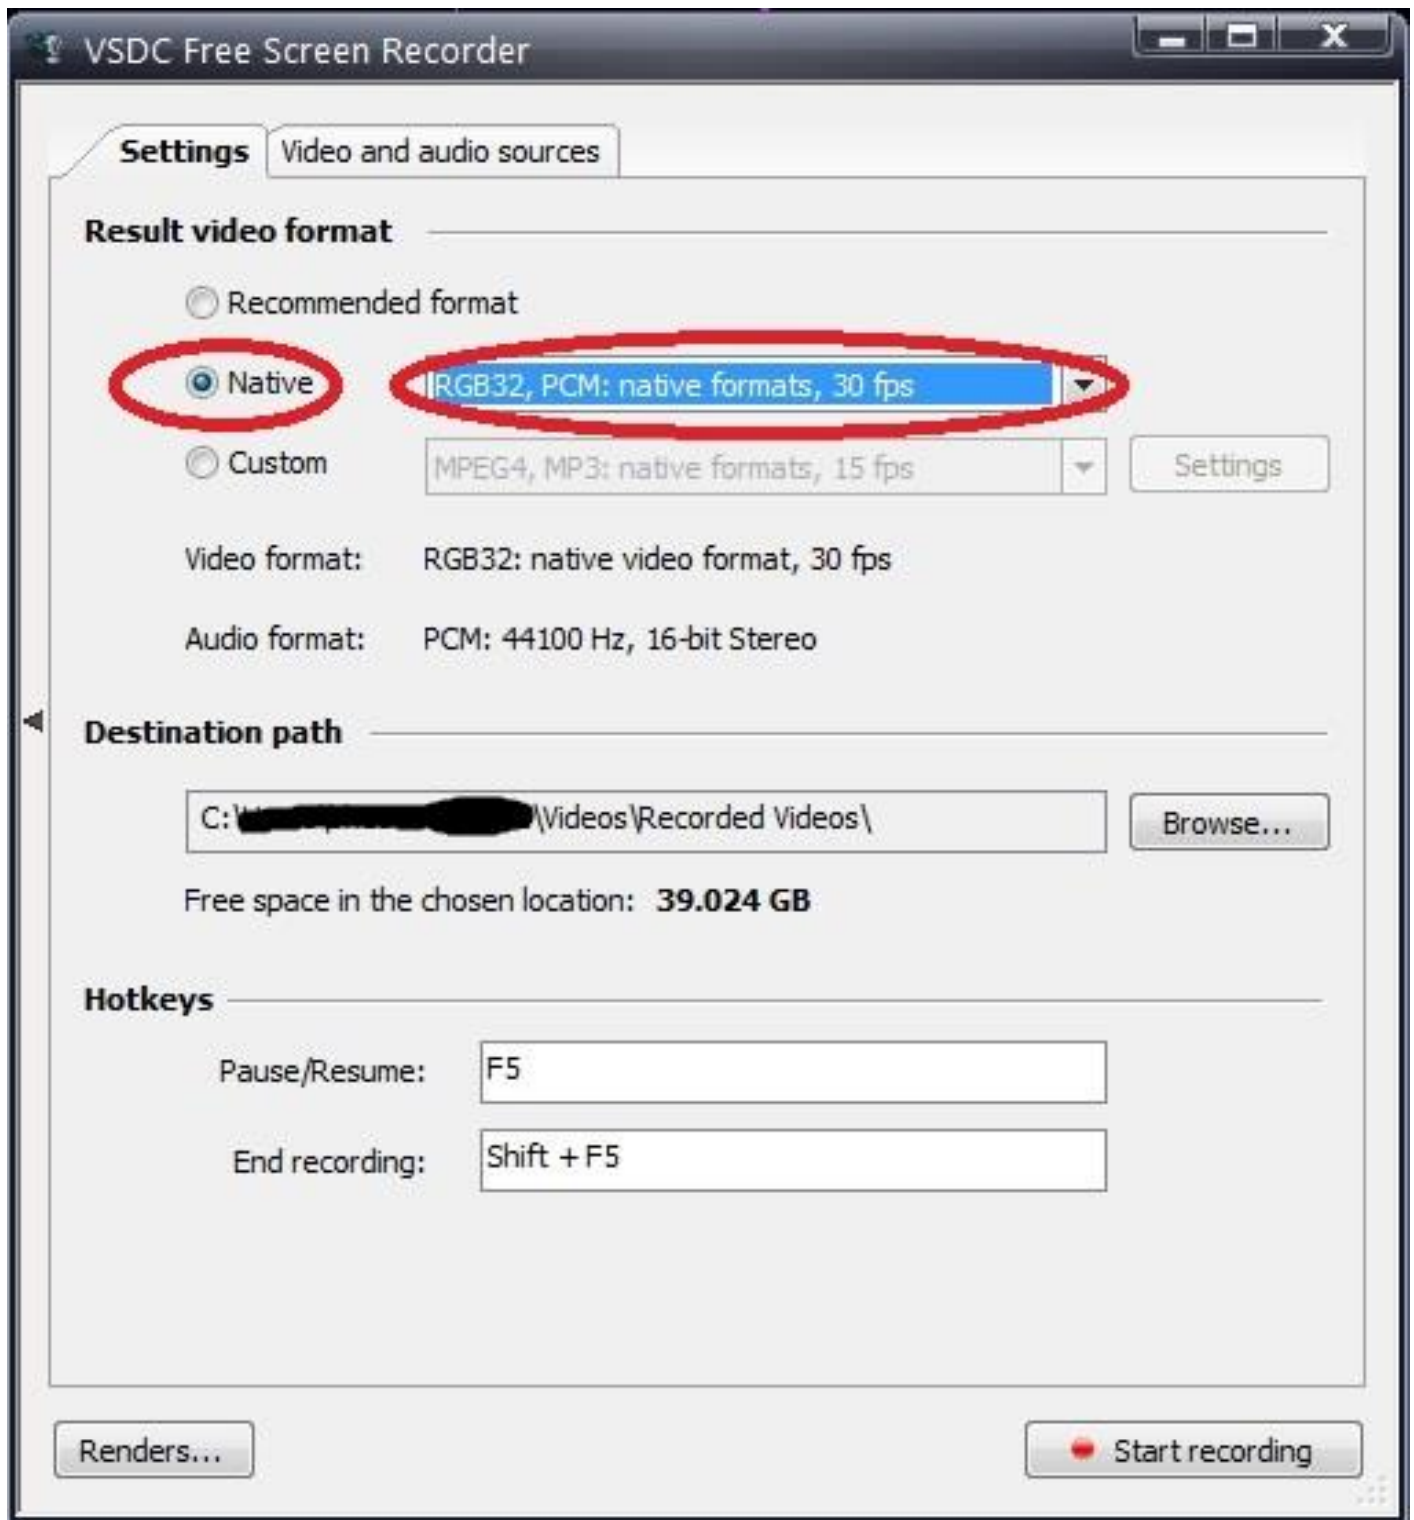 VSDC Free Screen Recorder
Settings
Video and audio sources
Result video format
Recommended format
Native
RGB32, PCM: native formats, 30 fps
Custom
MPEG4, MP3: native formats, 15 fps
Settings
Video format:
RGB32: native video format, 30 fps
Audio format:
PCM: 44100 Hz, 16-bit Stereo
Destination path
C:\ \Videos\Recorded Videos\
Browse...
Free space in the chosen location: 39.024 GB
Hotkeys
Pause/Resume:
F5
End recording:
Shift + F5
Renders...
Start recording